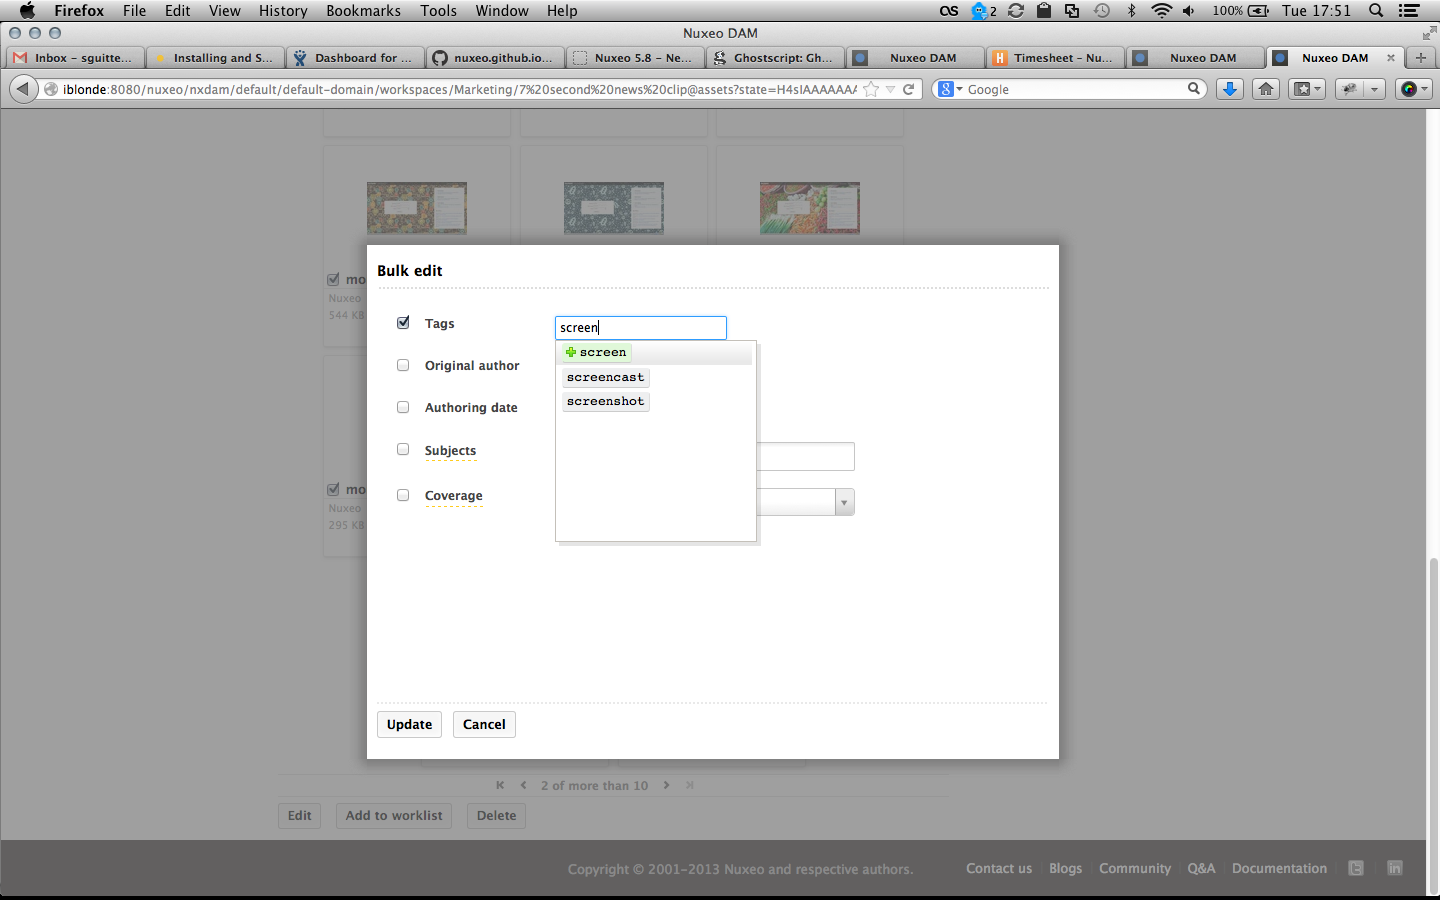 Firefox File Edit View History Bookmarks Tools Window Help 2 100% Tue 17:51
Nuxeo DAM
Inbox – sguitte... Installing and S... Dashboard for ... nuxeo.github.io... Nuxeo 5.8 – Ne... Ghostscript: Gh... Nuxeo DAM Timesheet – Nu... Nuxeo DAM Nuxeo DAM
iblonde:8080/nuxeo/nxdam/default/default-domain/workspaces/Marketing/7%20second%20news%20clip@assets?state=H4sIAAAAAAA Google
Bulk edit
mo
Nuxeo
544 KB
Tags screen
screen
Original author
screencast
screenshot
Authoring date
Subjects
Coverage
mo
Nuxeo
295 KB
Update Cancel
2 of more than 10
Edit Add to worklist Delete
Copyright © 2001-2013 Nuxeo and respective authors. Contact us Blogs Community Q&A Documentation